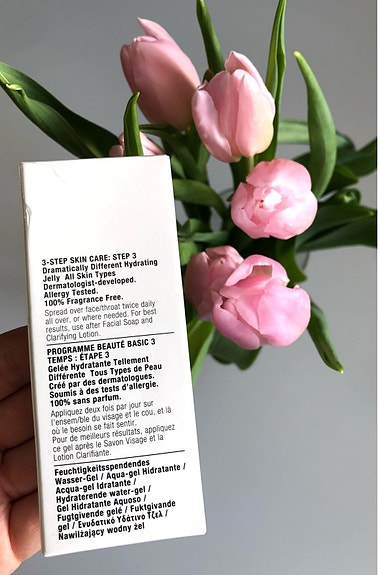 3-STEP SKIN CARE: STEP 3
Dramatically Different Hydrating
Jelly All Skin Types
Dermatologist-developed.
Allergy Tested.
100% Fragrance Free.
Spread over face/throat twice daily
all over, or where needed. For best
results, use after Facial Soap and
Clarifying Lotion.
PROGRAMME BEAUTÉ BASIC 3
TEMPS : ÉTAPE 3
Gelée Hydratante Tellement
Différente Tous Types de Peau
Créé par des dermatologues.
Soumis à des tests d'allergie.
100% sans parfum.
Appliquez deux fois par jour sur
l'ensem/ble du visage et le cou, et là
où le besoin se fait sentir.
Pour de meilleurs résultats, appliquez
ce gel après le Savon Visage et la
Lotion Clarifiante.
Feuchtigkeitsspendendes
Wasser-Gel / Aqua-gel Hidratante /
Acqua-gel Idratante /
Hydraterende water-gel /
Gel Hidratante Aquoso /
Fugtgivende gelé / Fuktgivande
gel / Ενυδατικό Υδάτινο Τζελ /
Nawilżający wodny żel